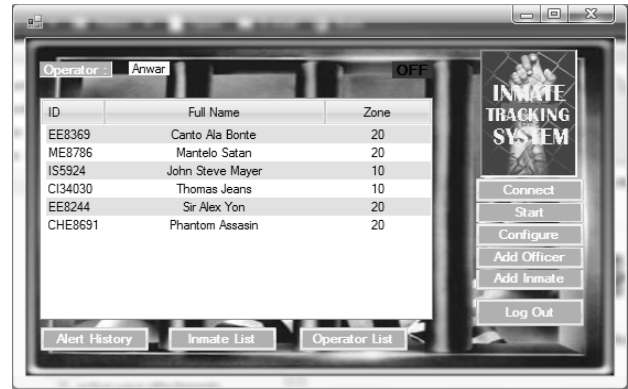 Operator : Anwar OFF
ID Full Name Zone
EE8369 Canto Ala Bonte 20
ME8786 Mantelo Satan 20
IS5924 John Steve Mayer 10
CI34030 Thomas Jeans 10
EE8244 Sir Alex Yon 20
CHE8691 Phantom Assasin 20
Alert History Inmate List Operator List
INMATE
TRACKING
SYSTEM
Connect
Start
Configure
Add Officer
Add Inmate
Log Out